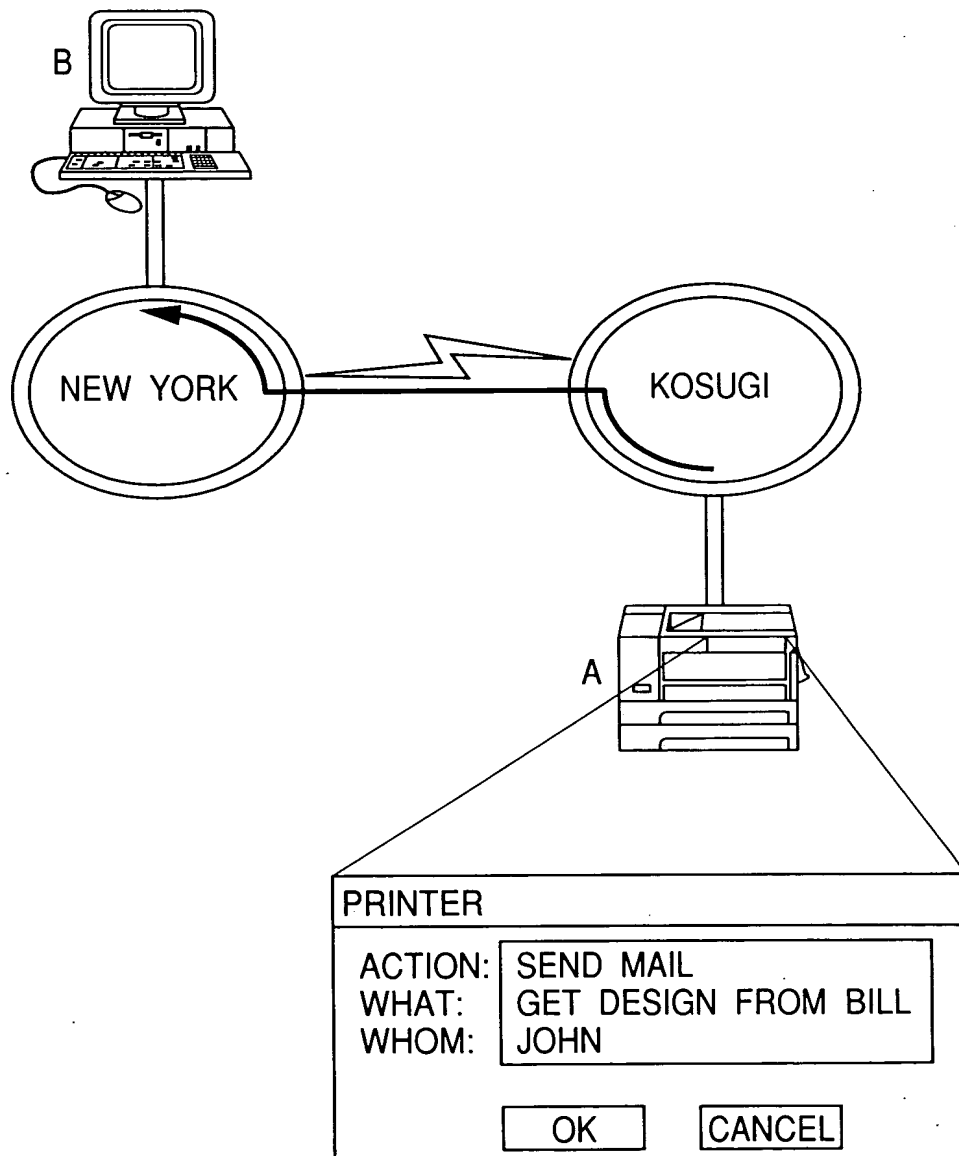 B
NEW YORK
KOSUGI
A
PRINTER
ACTION: SEND MAIL
WHAT: GET DESIGN FROM BILL
WHOM: JOHN
OK CANCEL